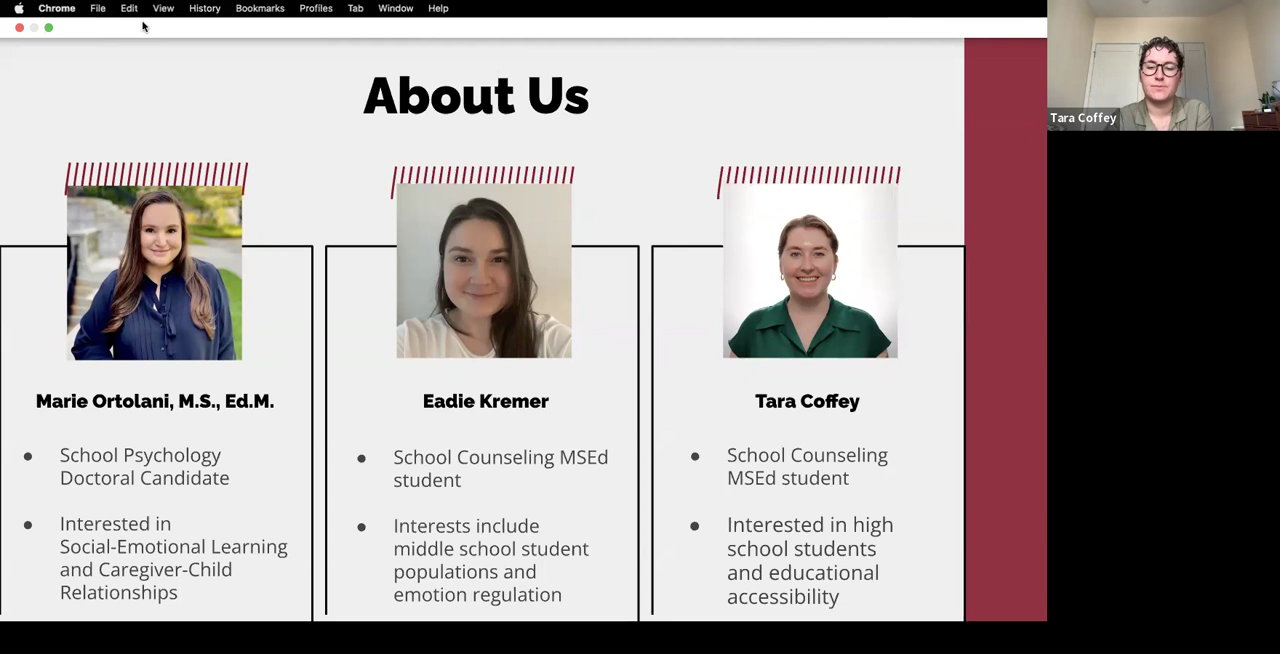 Chrome File Edit View History Bookmarks Profiles Tab Window Help
Tara Coffey
About Us
Marie Ortolani, M.S., Ed.M.
School Psychology
Doctoral Candidate
Interested in
Social-Emotional Learning
and Caregiver-Child
Relationships
Eadie Kremer
School Counseling MSEd
student
Interests include
middle school student
populations and
emotion regulation
Tara Coffey
School Counseling
MSEd student
Interested in high
school students
and educational
accessibility